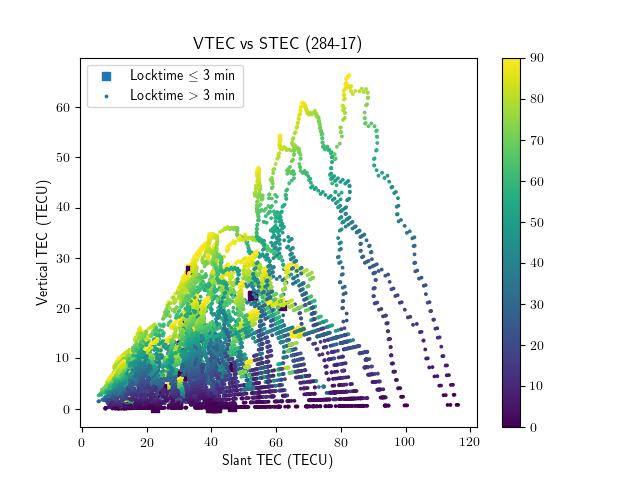 VTEC vs STEC (284-17)
Locktime ≤ 3 min
Locktime > 3 min
Vertical TEC (TECU)
60
50
40
30
20
10
0
0 20 40 60 80 100 120
Slant TEC (TECU)
90
80
70
60
50
40
30
20
10
0